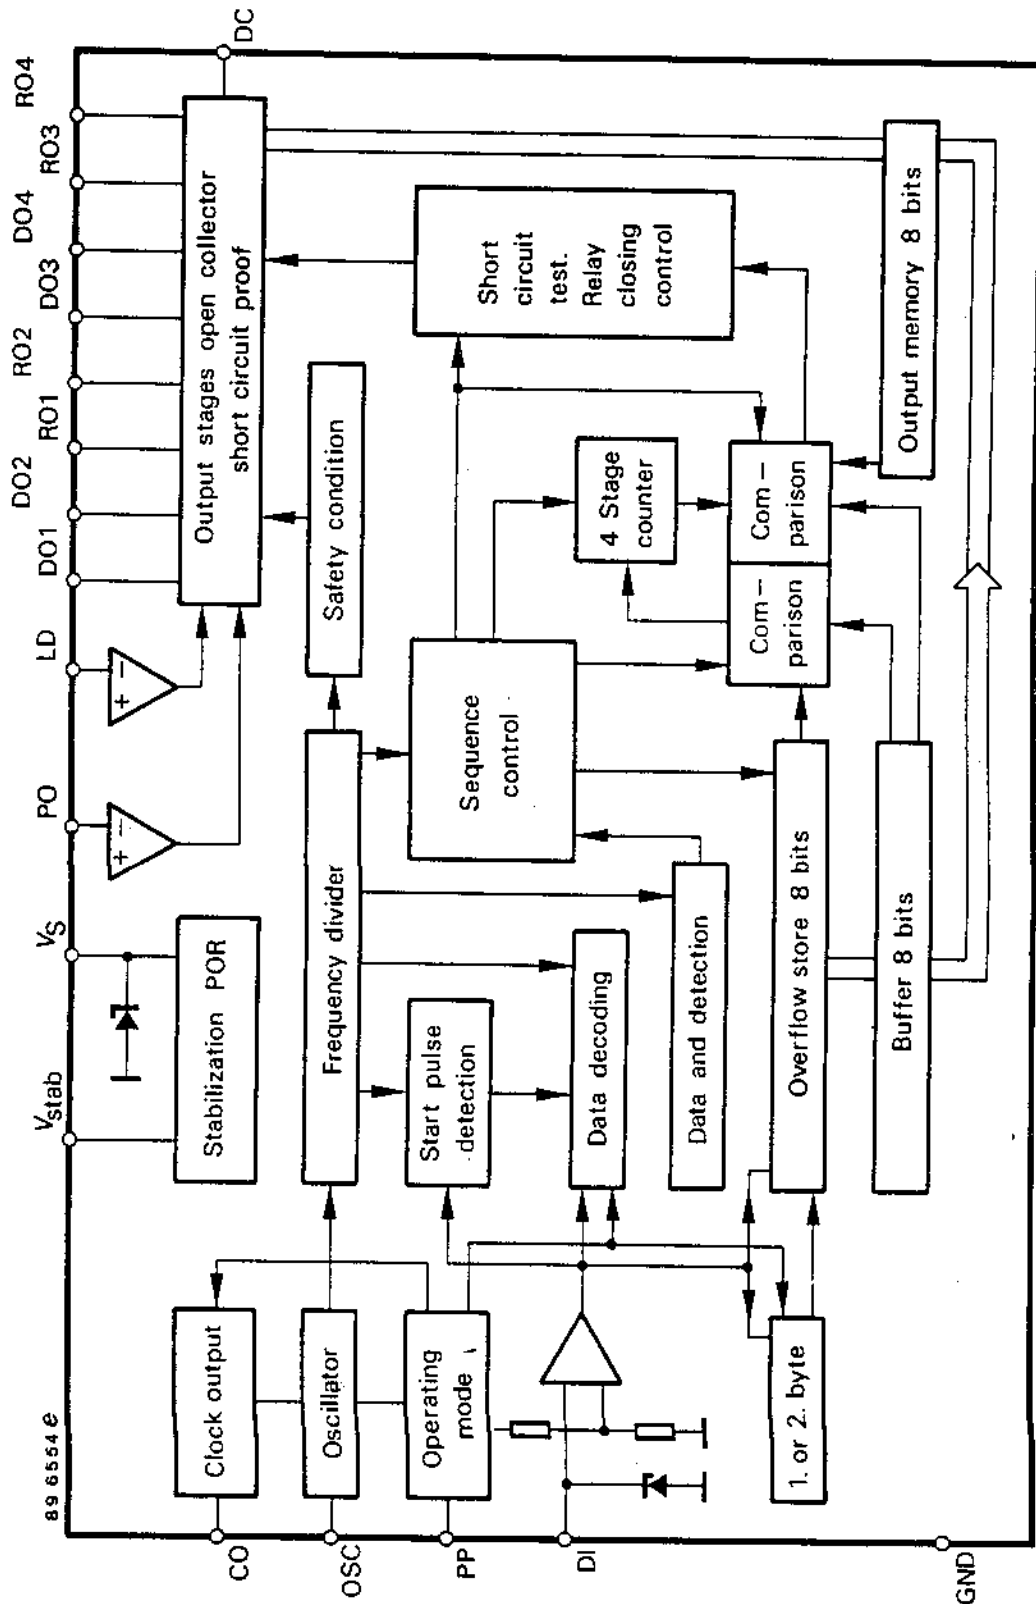 89 6554 e
V_stab
V_S
PO
LD
DO1
DO2
RO1
RO2
DO3
DO4
RO3
RO4
DC
CO
OSC
PP
DI
GND
Clock output
Stabilization POR
+ −
+ −
Output stages open collector
short circuit proof
Oscillator
Frequency divider
Safety condition
Operating
mode
Start pulse
detection
Sequence
control
Short
circuit
test.
Relay
closing
control
Data decoding
4 Stage
counter
Data and detection
Com –
parison
Com –
parison
1. or 2. byte
Overflow store 8 bits
Buffer 8 bits
Output memory 8 bits